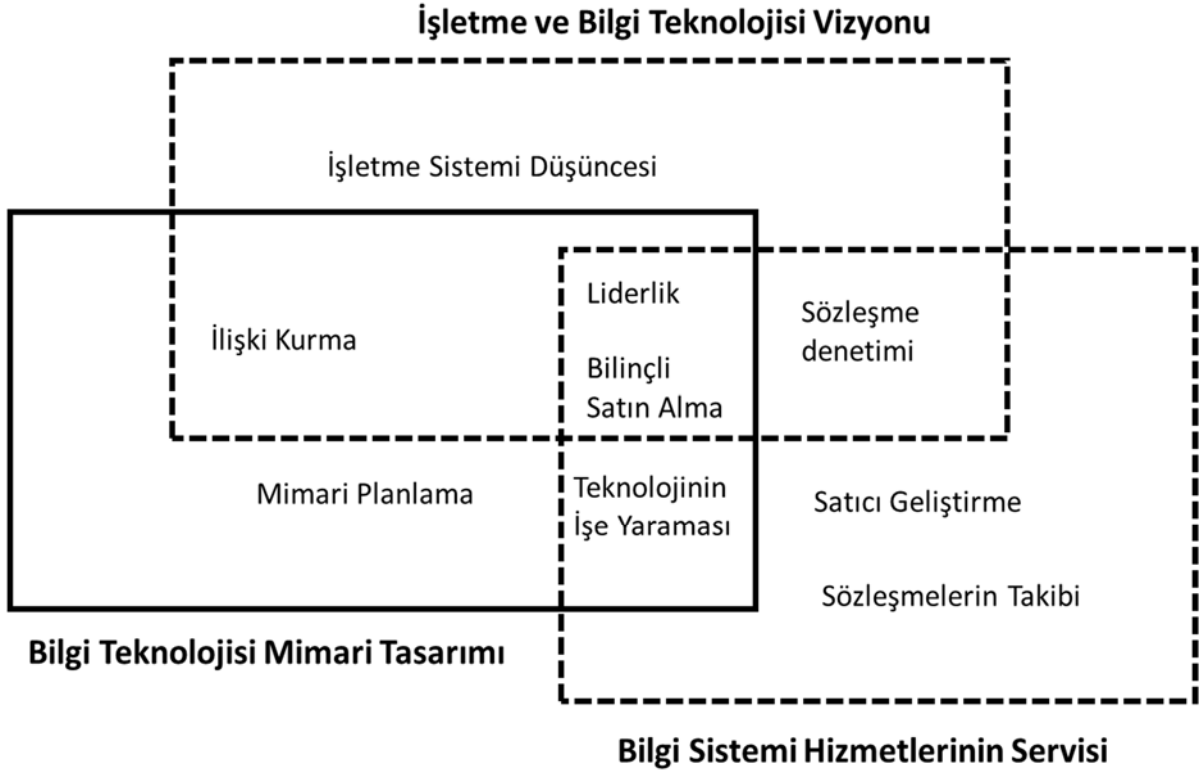 İşletme ve Bilgi Teknolojisi Vizyonu
İşletme Sistemi Düşüncesi
Liderlik
Sözleşme
denetimi
İlişki Kurma
Bilinçli
Satın Alma
Mimari Planlama
Teknolojinin
İşe Yaraması
Satıcı Geliştirme
Sözleşmelerin Takibi
Bilgi Teknolojisi Mimari Tasarımı
Bilgi Sistemi Hizmetlerinin Servisi